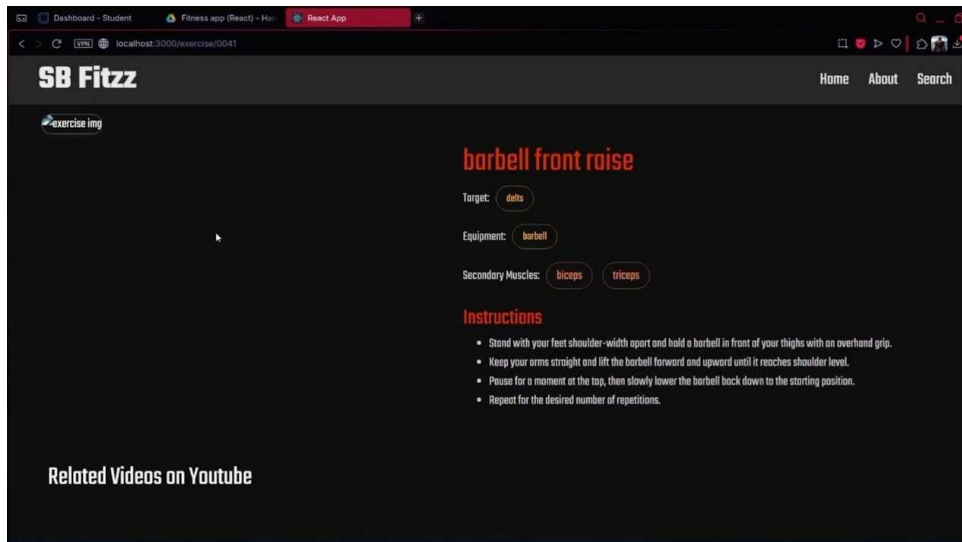 Dashboard - Student
Fitness app (React) - Har
React App
VPN
localhost:3000/exercise/0041
SB Fitzz
Home About Search
exercise img
barbell front raise
Target: delts
Equipment: barbell
Secondary Muscles: biceps triceps
Instructions
Stand with your feet shoulder-width apart and hold a barbell in front of your thighs with an overhand grip.
Keep your arms straight and lift the barbell forward and upward until it reaches shoulder level.
Pause for a moment at the top, then slowly lower the barbell back down to the starting position.
Repeat for the desired number of repetitions.
Related Videos on Youtube